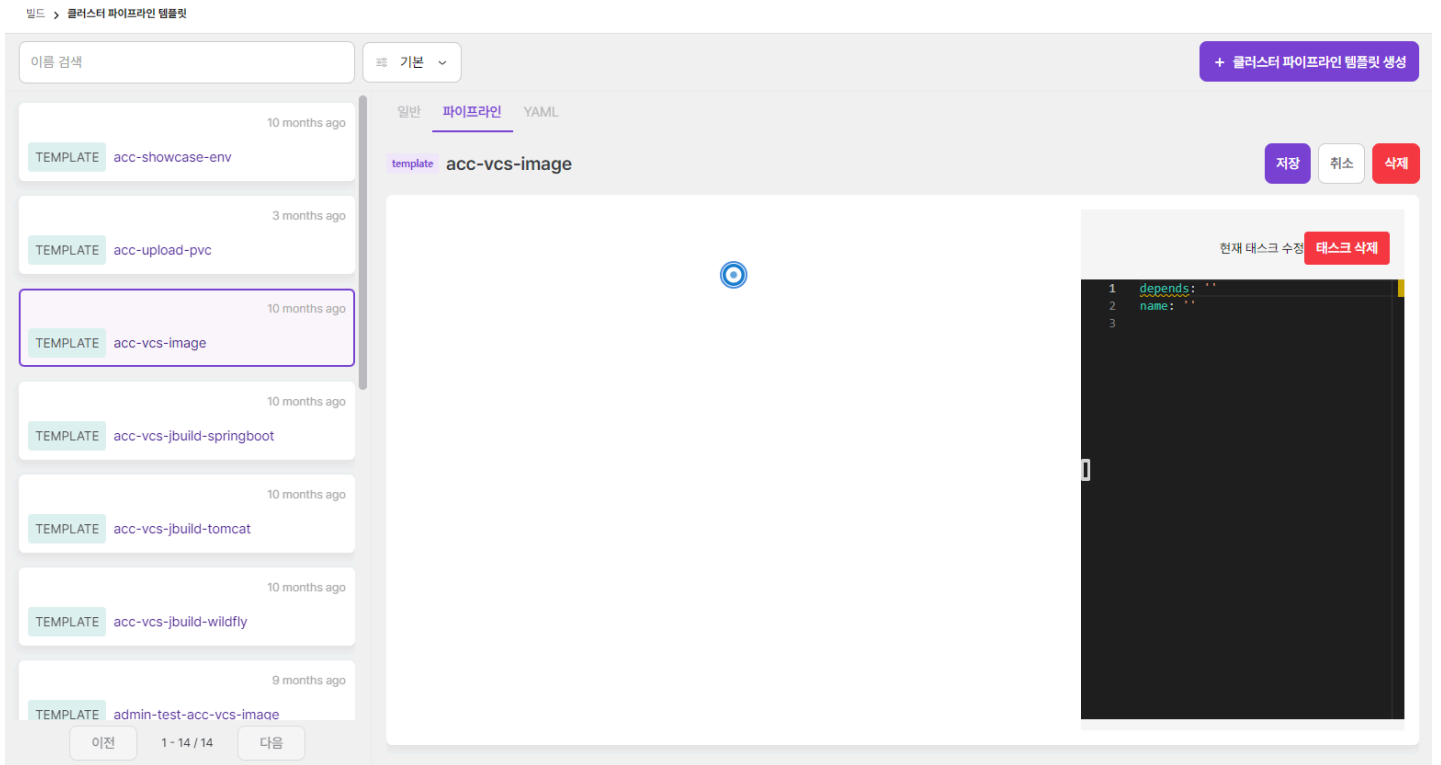 빌드 > 클러스터 파이프라인 템플릿
이름 검색
기본
+ 클러스터 파이프라인 템플릿 생성
10 months ago
TEMPLATE acc-showcase-env
3 months ago
TEMPLATE acc-upload-pvc
10 months ago
TEMPLATE acc-vcs-image
10 months ago
TEMPLATE acc-vcs-jbuild-springboot
10 months ago
TEMPLATE acc-vcs-jbuild-tomcat
10 months ago
TEMPLATE acc-vcs-jbuild-wildfly
9 months ago
TEMPLATE admin-test-acc-vcs-image
이전 1 - 14 / 14 다음
일반 파이프라인 YAML
template acc-vcs-image
저장 취소 삭제
현재 태스크 수정 태스크 삭제
1 depends: ''
2 name: ''
3